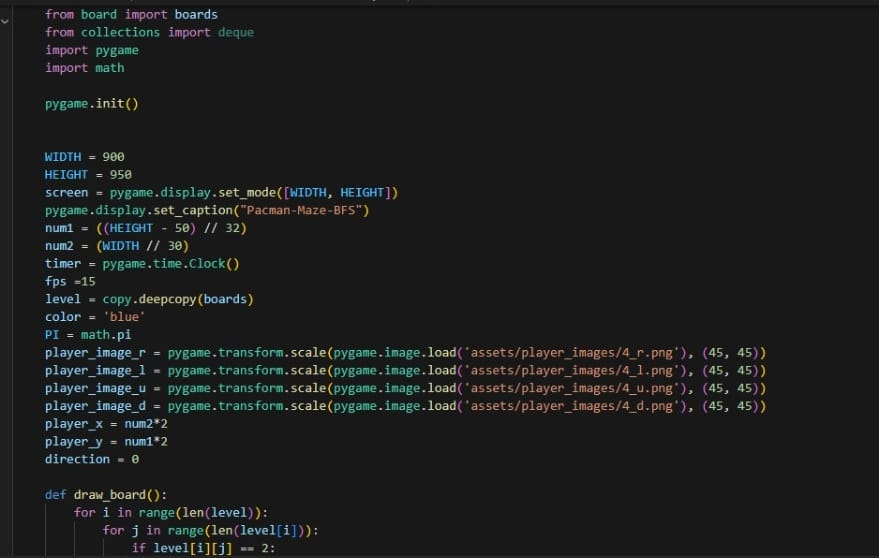 from board import boards
from collections import deque
import pygame
import math
pygame.init()
WIDTH = 900
HEIGHT = 950
screen = pygame.display.set_mode([WIDTH, HEIGHT])
pygame.display.set_caption("Pacman-Maze-BFS")
num1 = ((HEIGHT - 50) // 32)
num2 = (WIDTH // 30)
timer = pygame.time.Clock()
fps =15
level = copy.deepcopy(boards)
color = 'blue'
PI = math.pi
player_image_r = pygame.transform.scale(pygame.image.load('assets/player_images/4_r.png'), (45, 45))
player_image_l = pygame.transform.scale(pygame.image.load('assets/player_images/4_l.png'), (45, 45))
player_image_u = pygame.transform.scale(pygame.image.load('assets/player_images/4_u.png'), (45, 45))
player_image_d = pygame.transform.scale(pygame.image.load('assets/player_images/4_d.png'), (45, 45))
player_x = num2*2
player_y = num1*2
direction = 0
def draw_board():
    for i in range(len(level)):
        for j in range(len(level[i])):
            if level[i][j] == 2: